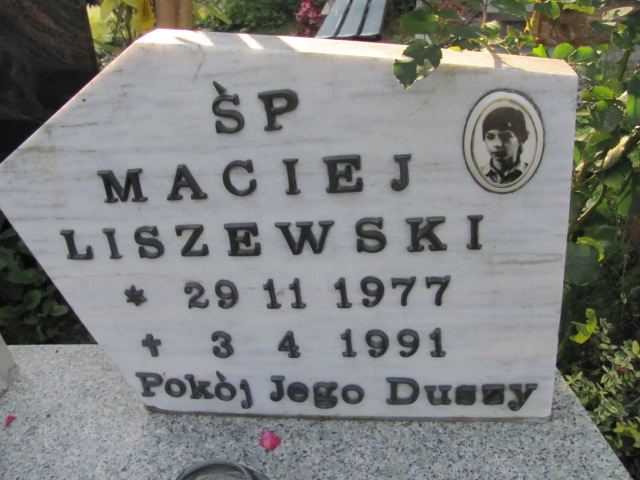 ŚP
MACIEJ
LISZEWSKI
* 29 11 1977
✝ 3 4 1991
Pokój Jego Duszy